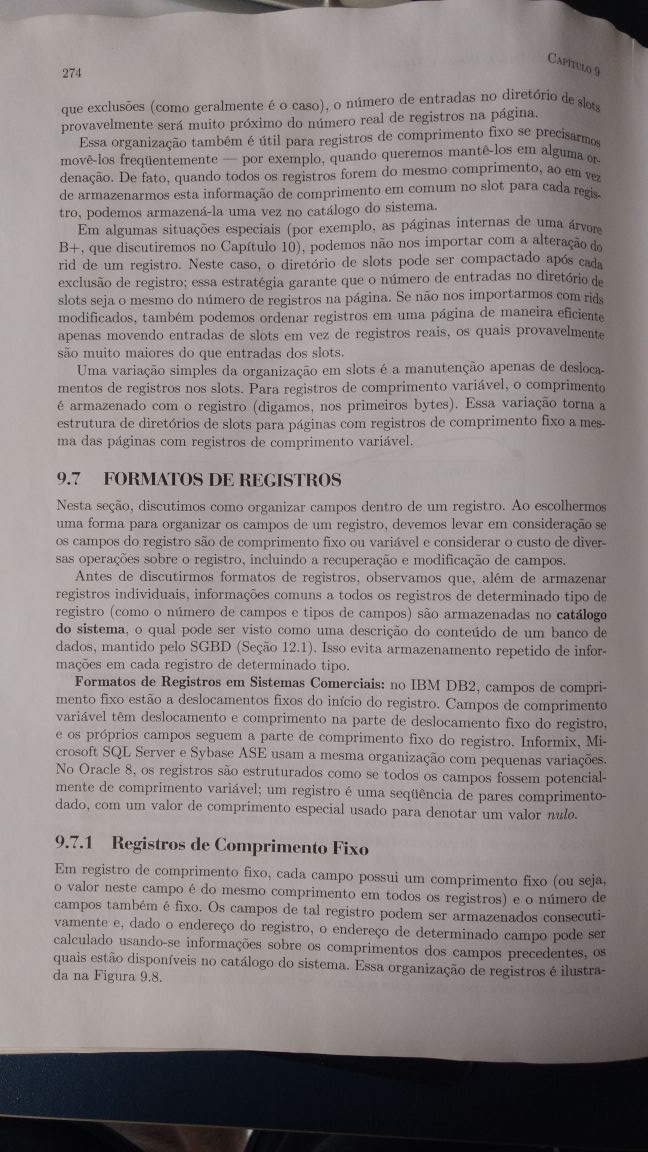 274
CAPÍTULO 9
que exclusões (como geralmente é o caso), o número de entradas no diretório de slots
provavelmente será muito próximo do número real de registros na página.
Essa organização também é útil para registros de comprimento fixo se precisarmos
movê-los freqüentemente — por exemplo, quando queremos mantê-los em alguma or-
denação. De fato, quando todos os registros forem do mesmo comprimento, ao em vez
de armazenarmos esta informação de comprimento em comum no slot para cada regis-
tro, podemos armazená-la uma vez no catálogo do sistema.
Em algumas situações especiais (por exemplo, as páginas internas de uma árvore
B+, que discutiremos no Capítulo 10), podemos não nos importar com a alteração do
rid de um registro. Neste caso, o diretório de slots pode ser compactado após cada
exclusão de registro; essa estratégia garante que o número de entradas no diretório de
slots seja o mesmo do número de registros na página. Se não nos importarmos com rids
modificados, também podemos ordenar registros em uma página de maneira eficiente
apenas movendo entradas de slots em vez de registros reais, os quais provavelmente
são muito maiores do que entradas dos slots.
Uma variação simples da organização em slots é a manutenção apenas de desloca-
mentos de registros nos slots. Para registros de comprimento variável, o comprimento
é armazenado com o registro (digamos, nos primeiros bytes). Essa variação torna a
estrutura de diretórios de slots para páginas com registros de comprimento fixo a mes-
ma das páginas com registros de comprimento variável.
9.7 FORMATOS DE REGISTROS
Nesta seção, discutimos como organizar campos dentro de um registro. Ao escolhermos
uma forma para organizar os campos de um registro, devemos levar em consideração se
os campos do registro são de comprimento fixo ou variável e considerar o custo de diver-
sas operações sobre o registro, incluindo a recuperação e modificação de campos.
Antes de discutirmos formatos de registros, observamos que, além de armazenar
registros individuais, informações comuns a todos os registros de determinado tipo de
registro (como o número de campos e tipos de campos) são armazenadas no catálogo
do sistema, o qual pode ser visto como uma descrição do conteúdo de um banco de
dados, mantido pelo SGBD (Seção 12.1). Isso evita armazenamento repetido de infor-
mações em cada registro de determinado tipo.
Formatos de Registros em Sistemas Comerciais: no IBM DB2, campos de compri-
mento fixo estão a deslocamentos fixos do início do registro. Campos de comprimento
variável têm deslocamento e comprimento na parte de deslocamento fixo do registro,
e os próprios campos seguem a parte de comprimento fixo do registro. Informix, Mi-
crosoft SQL Server e Sybase ASE usam a mesma organização com pequenas variações.
No Oracle 8, os registros são estruturados como se todos os campos fossem potencial-
mente de comprimento variável; um registro é uma seqüência de pares comprimento-
dado, com um valor de comprimento especial usado para denotar um valor nulo.
9.7.1 Registros de Comprimento Fixo
Em registro de comprimento fixo, cada campo possui um comprimento fixo (ou seja,
o valor neste campo é do mesmo comprimento em todos os registros) e o número de
campos também é fixo. Os campos de tal registro podem ser armazenados consecuti-
vamente e, dado o endereço do registro, o endereço de determinado campo pode ser
calculado usando-se informações sobre os comprimentos dos campos precedentes, os
quais estão disponíveis no catálogo do sistema. Essa organização de registros é ilustra-
da na Figura 9.8.